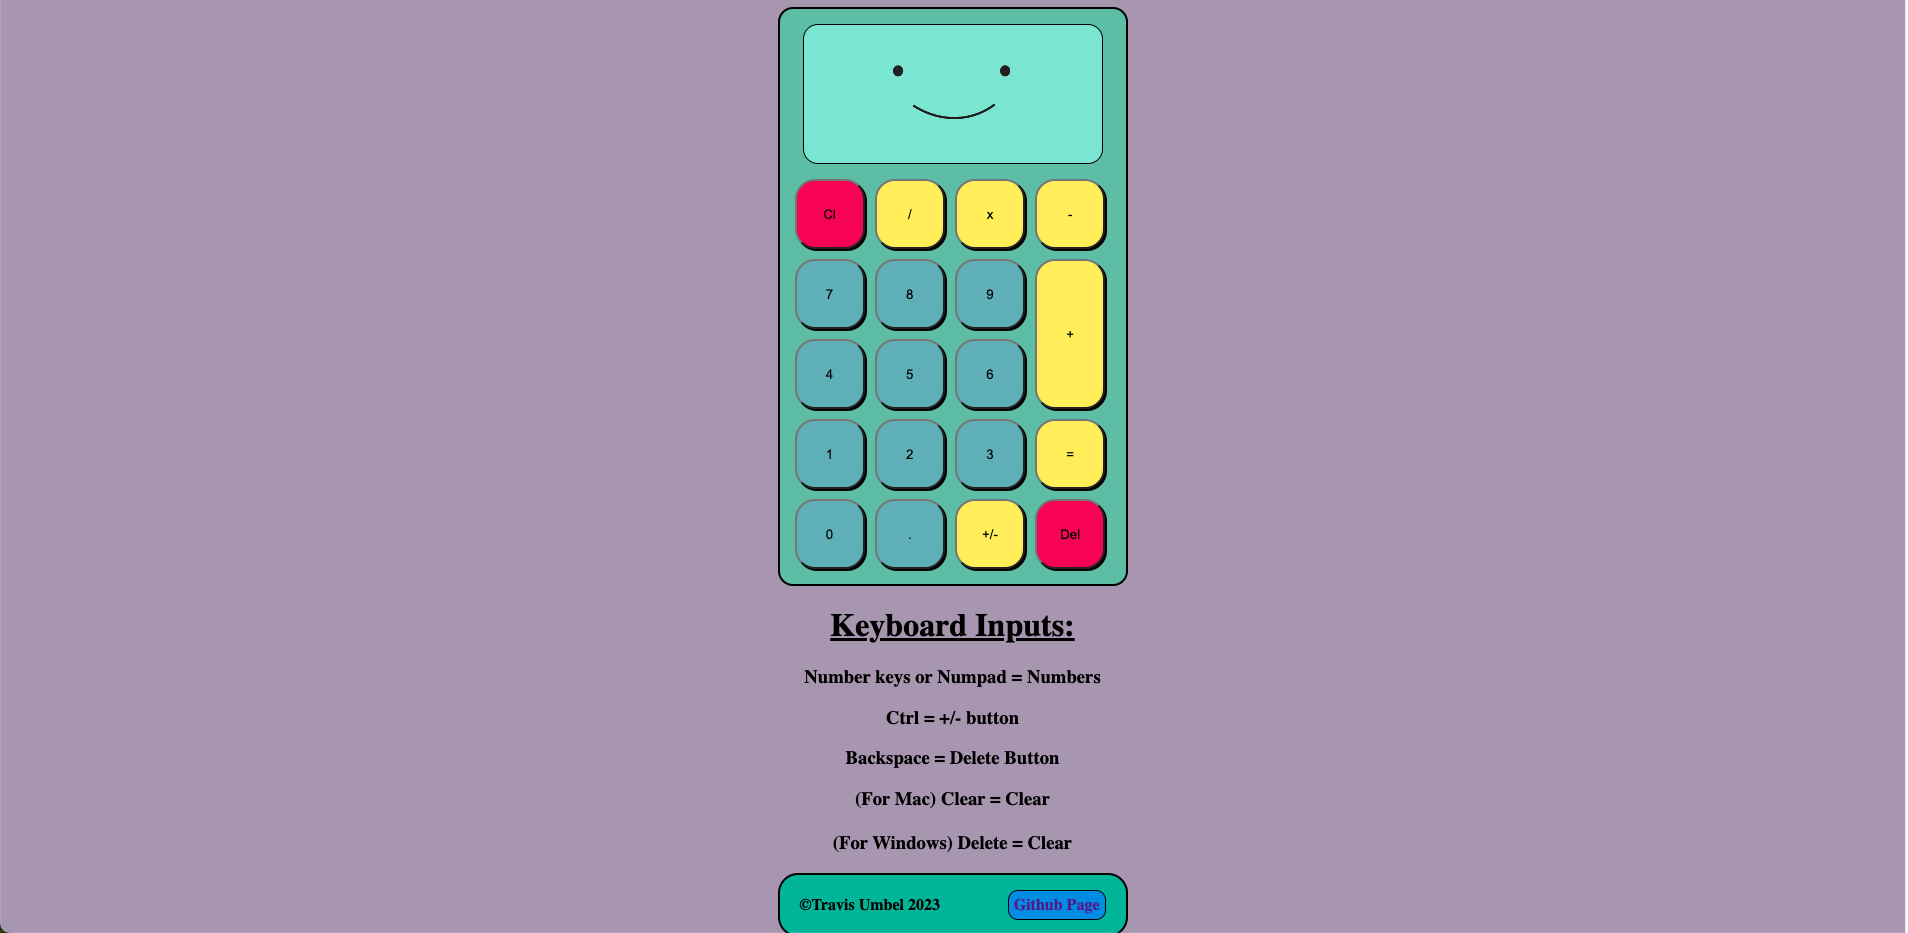 Cl / x -
7 8 9
+
4 5 6
1 2 3 =
0 . +/- Del
Keyboard Inputs:
Number keys or Numpad = Numbers
Ctrl = +/- button
Backspace = Delete Button
(For Mac) Clear = Clear
(For Windows) Delete = Clear
©Travis Umbel 2023 Github Page